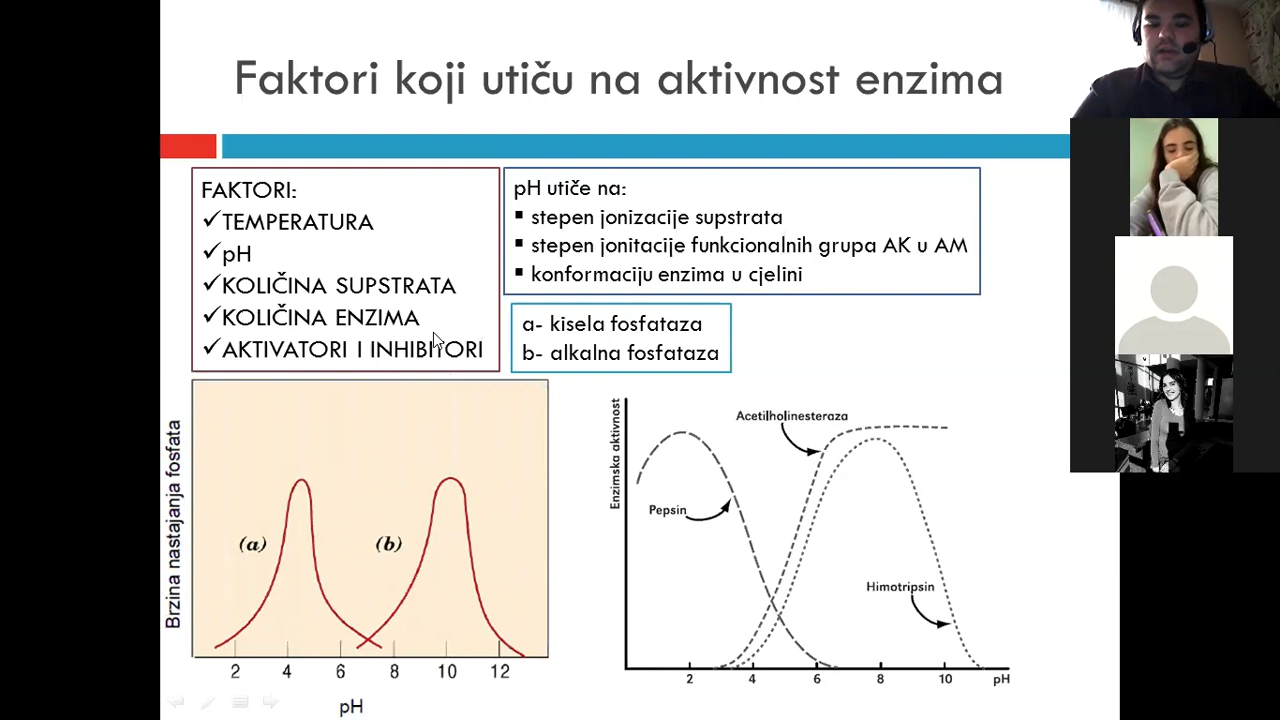 Faktori koji utiču na aktivnost enzima
FAKTORI:
✓TEMPERATURA
✓pH
✓KOLIČINA SUPSTRATA
✓KOLIČINA ENZIMA
✓AKTIVATORI I INHIBITORI
pH utiče na:
▪ stepen jonizacije supstrata
▪ stepen jonitacije funkcionalnih grupa AK u AM
▪ konformaciju enzima u cjelini
a- kisela fosfataza
b- alkalna fosfataza
Brzina nastajanja fosfata
(a)
(b)
2 4 6 8 10 12
pH
Enzimska aktivnost
Acetilholinesteraza
Pepsin
Himotripsin
2 4 6 8 10 pH